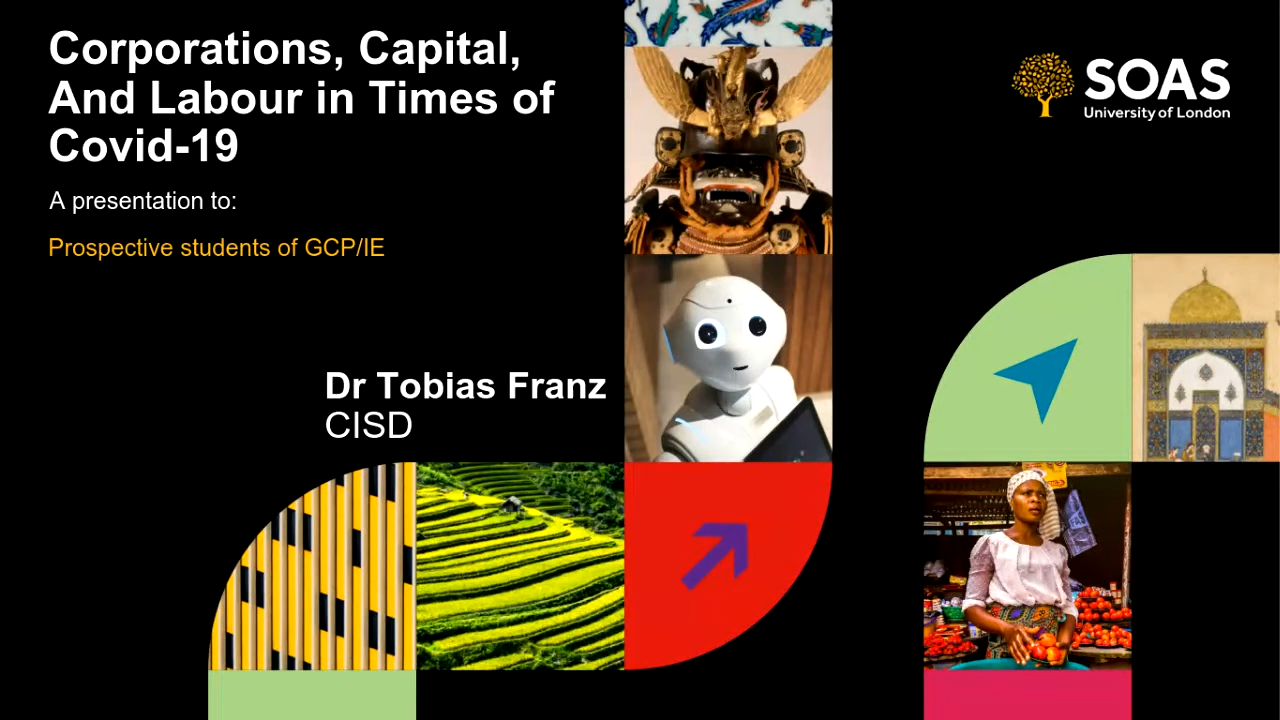 Corporations, Capital,
And Labour in Times of
Covid-19
A presentation to:
Prospective students of GCP/IE
Dr Tobias Franz
CISD
SOAS
University of London